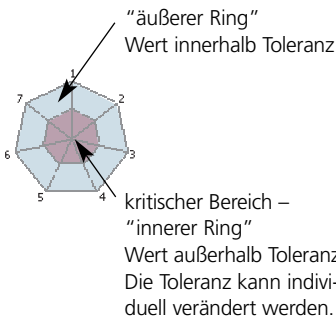 “äußerer Ring”
Wert innerhalb Toleranz
1
7
2
6
3
5
4
kritischer Bereich –
“innerer Ring”
Wert außerhalb Toleranz
Die Toleranz kann indivi-
duell verändert werden.